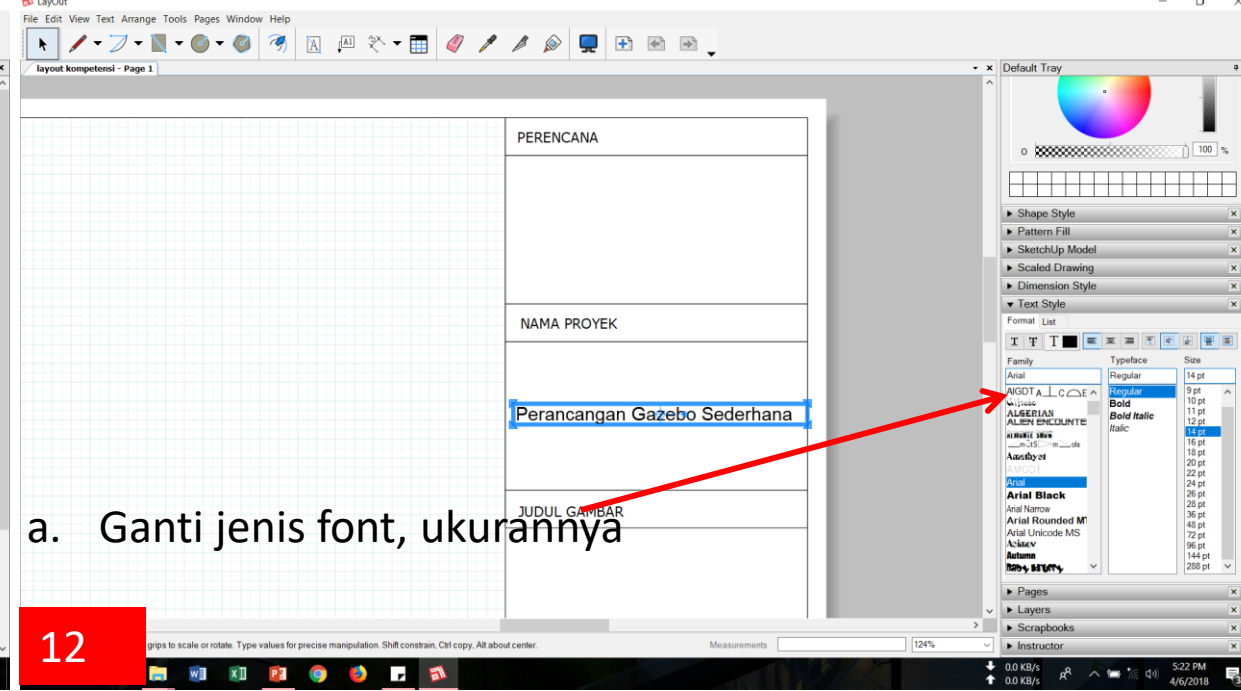 LayOut
File Edit View Text Arrange Tools Pages Window Help
layout kompetensi - Page 1
Default Tray
100 %
PERENCANA
NAMA PROYEK
Perancangan Gazebo Sederhana
JUDUL GAMBAR
a. Ganti jenis font, ukurannya
12
Shape Style
Pattern Fill
SketchUp Model
Scaled Drawing
Dimension Style
Text Style
Format List
Family Typeface Size
Arial Regular 14 pt
AIGDT
ALGERIAN
ALIEN ENCOUNTE
Amethyst
AMGDT
Arial
Arial Black
Arial Narrow
Arial Rounded MT
Arial Unicode MS
Autumn
Regular
Bold
Bold Italic
Italic
9 pt
10 pt
11 pt
12 pt
14 pt
16 pt
18 pt
20 pt
22 pt
24 pt
26 pt
28 pt
36 pt
48 pt
72 pt
96 pt
144 pt
288 pt
Pages
Layers
Scrapbooks
Instructor
grips to scale or rotate. Type values for precise manipulation. Shift constrain, Ctrl copy, Alt about center.
Measurements
124%
0.0 KB/s
0.0 KB/s
5:22 PM
4/6/2018